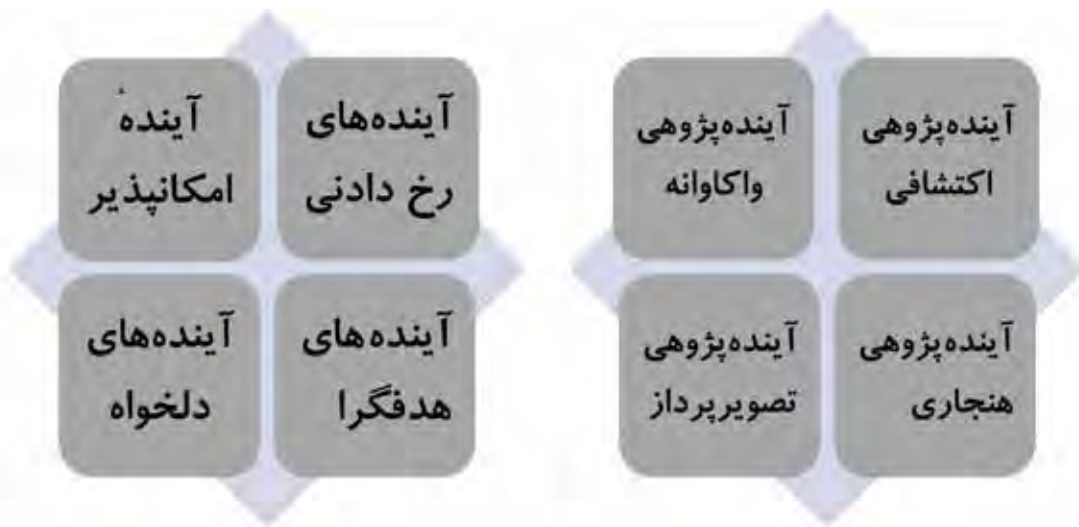 آینده‌پژوهی
اکتشافی
آینده‌پژوهی
واکاوانه
آینده‌پژوهی
هنجاری
آینده‌پژوهی
تصویرپرداز
آینده‌های
رخ دادنی
آیندهٔ
امکانپذیر
آینده‌های
هدفگرا
آینده‌های
دلخواه